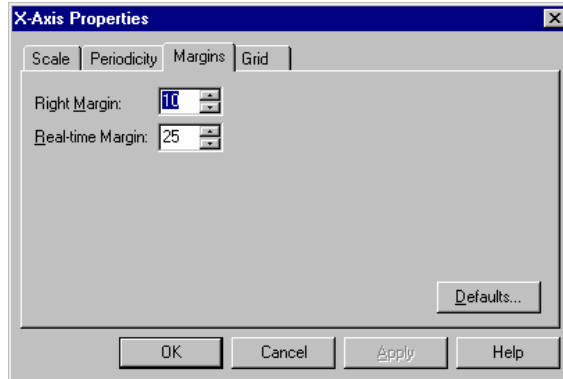 X-Axis Properties
Scale Periodicity Margins Grid
Right Margin: 10
Real-time Margin: 25
Defaults...
OK Cancel Apply Help